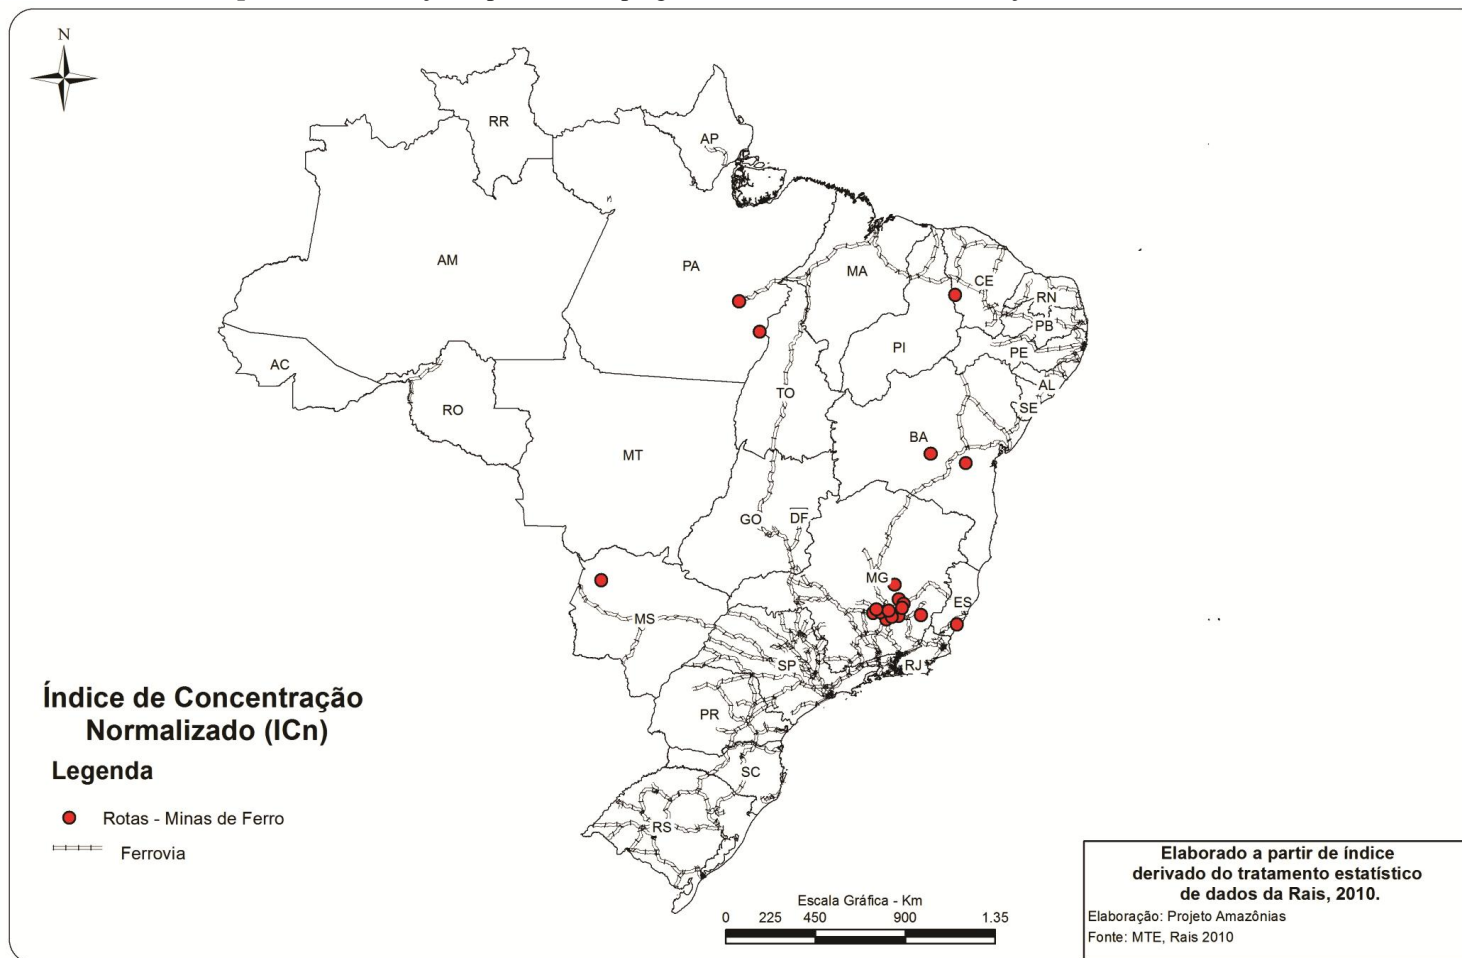 N
RR
AP
AM
PA
MA
CE
RN
PB
PI
PE
AC
AL
TO
SE
RO
BA
MT
GO
DF
MG
ES
MS
SP
RJ
PR
SC
RS
Índice de Concentração
Normalizado (ICn)
Legenda
Rotas - Minas de Ferro
Ferrovia
Escala Gráfica - Km
0 225 450 900 1.35
Elaborado a partir de índice
derivado do tratamento estatístico
de dados da Rais, 2010.
Elaboração: Projeto Amazônias
Fonte: MTE, Rais 2010